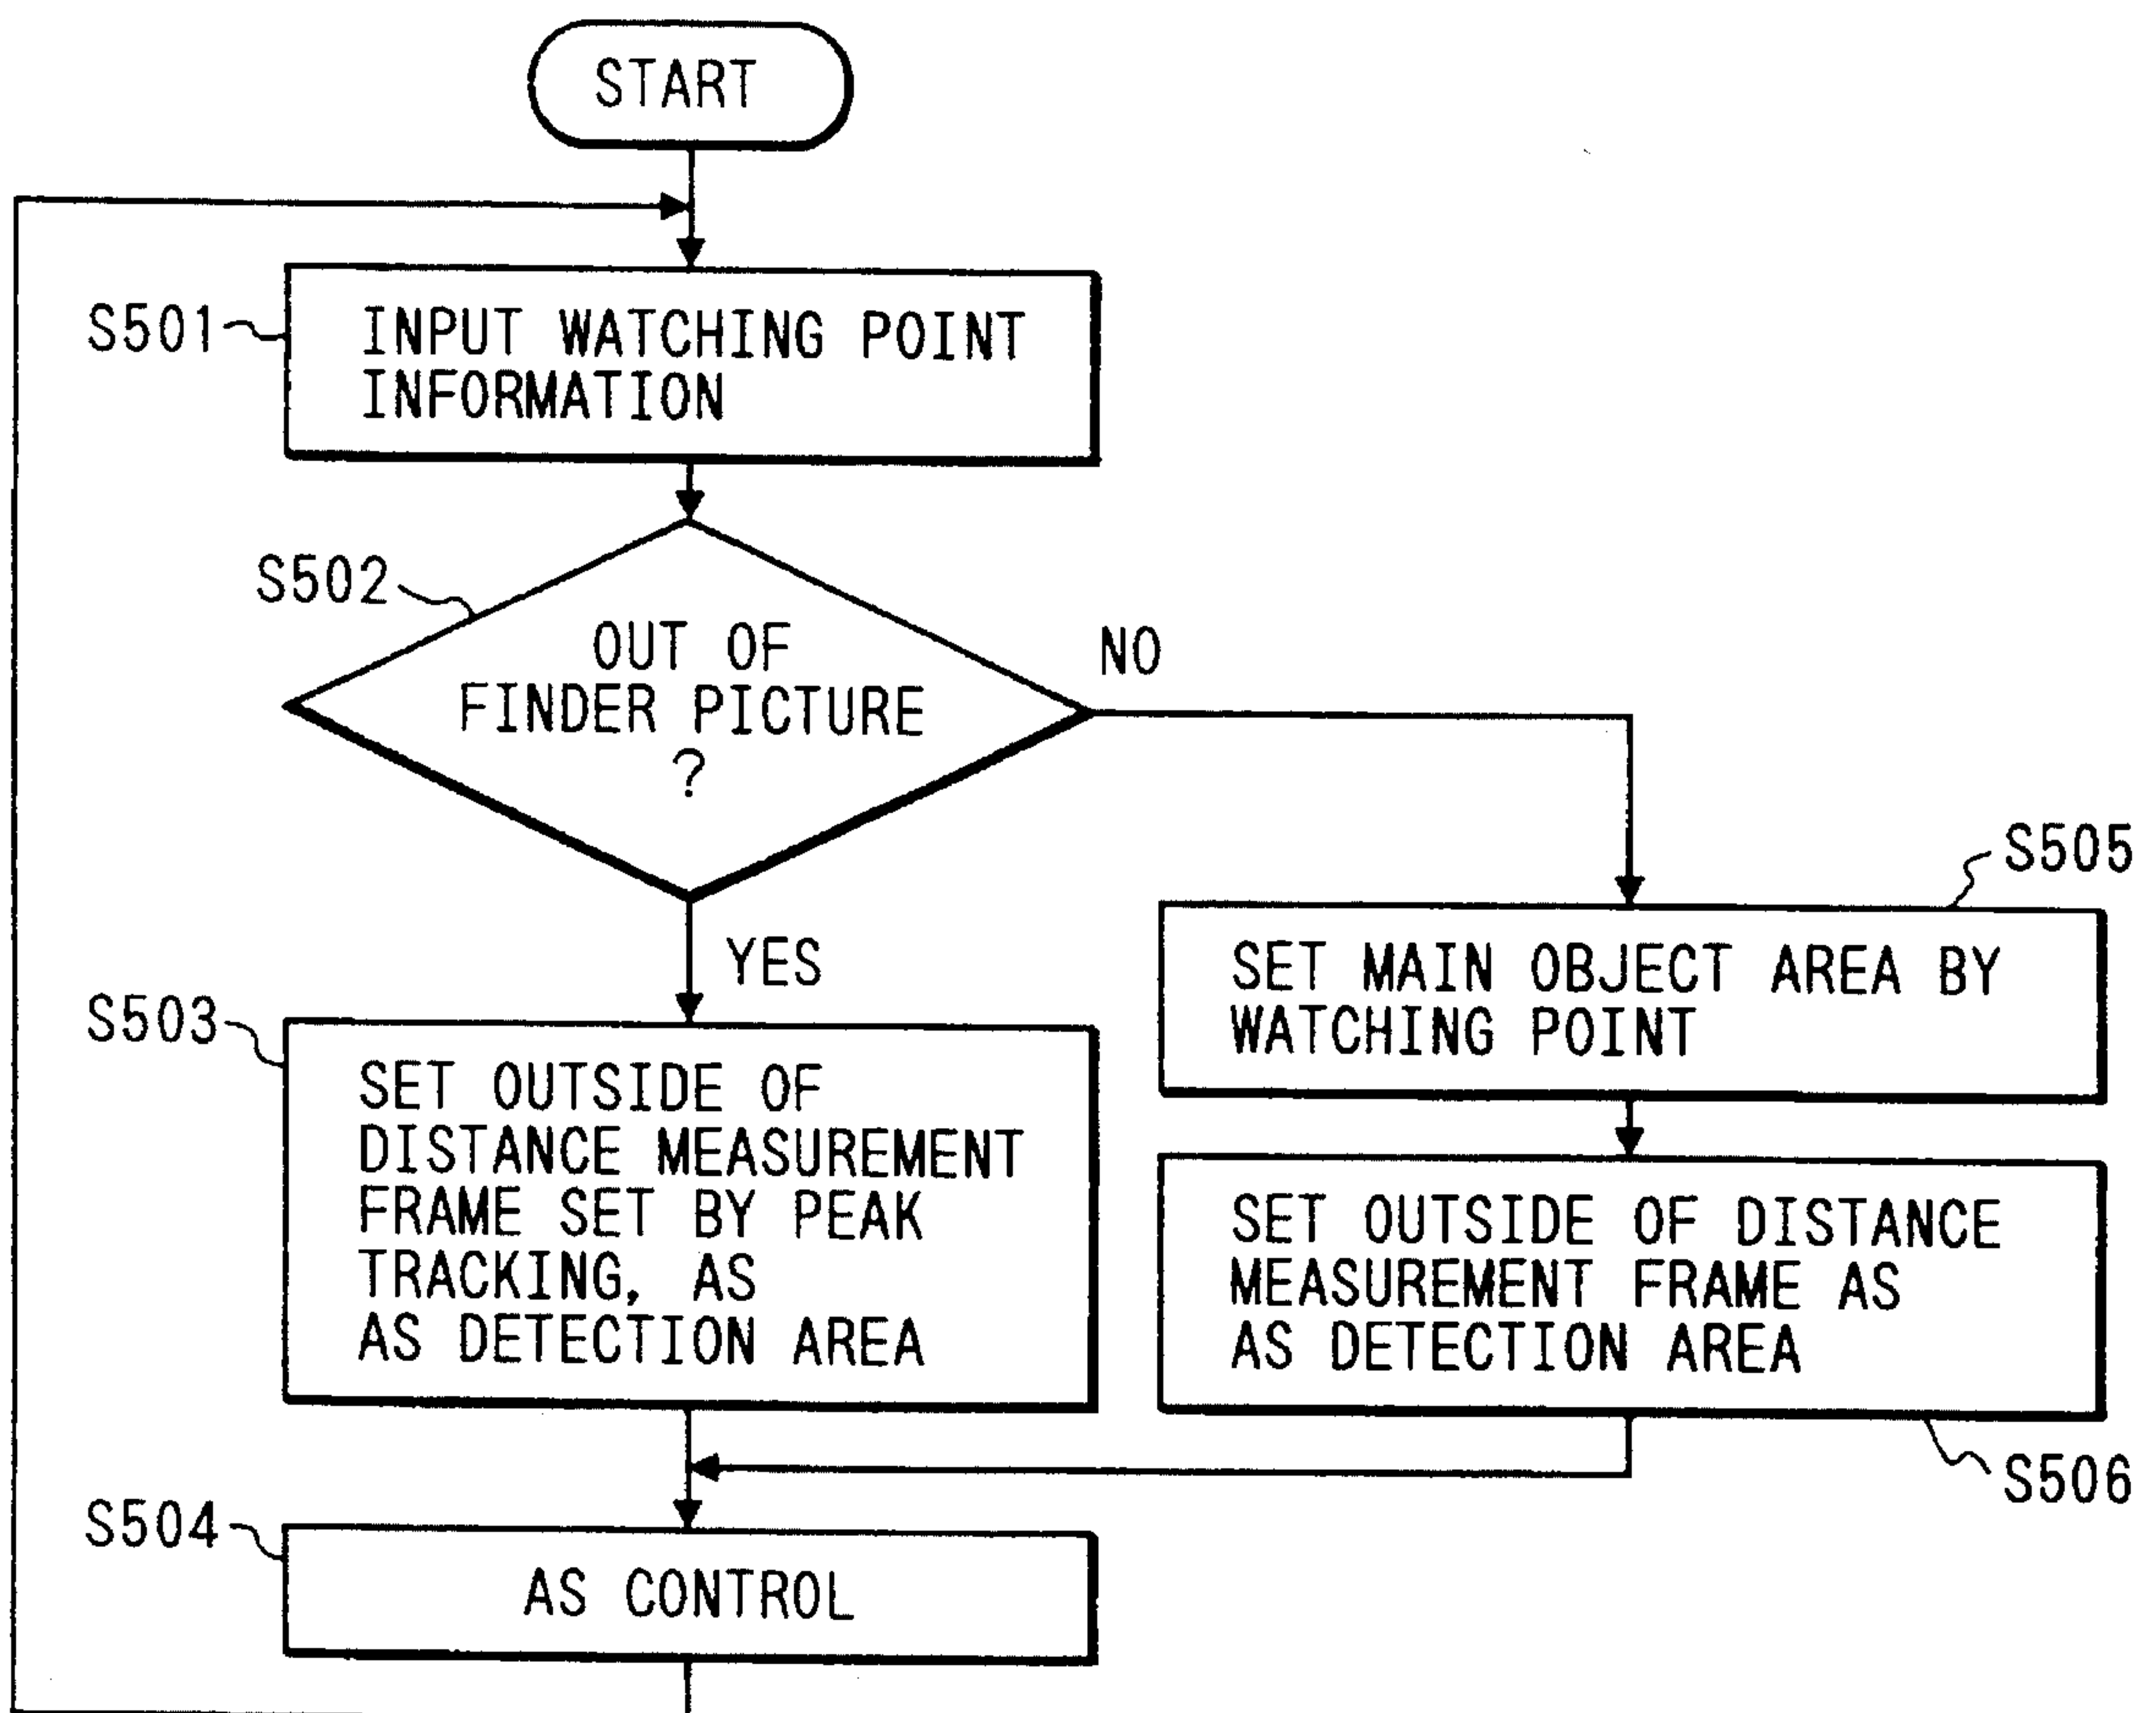 START
S501
INPUT WATCHING POINT
INFORMATION
S502
OUT OF
FINDER PICTURE
?
NO
YES
S505
SET MAIN OBJECT AREA BY
WATCHING POINT
S503
SET OUTSIDE OF
DISTANCE MEASUREMENT
FRAME SET BY PEAK
TRACKING, AS
AS DETECTION AREA
SET OUTSIDE OF DISTANCE
MEASUREMENT FRAME AS
AS DETECTION AREA
S506
S504
AS CONTROL